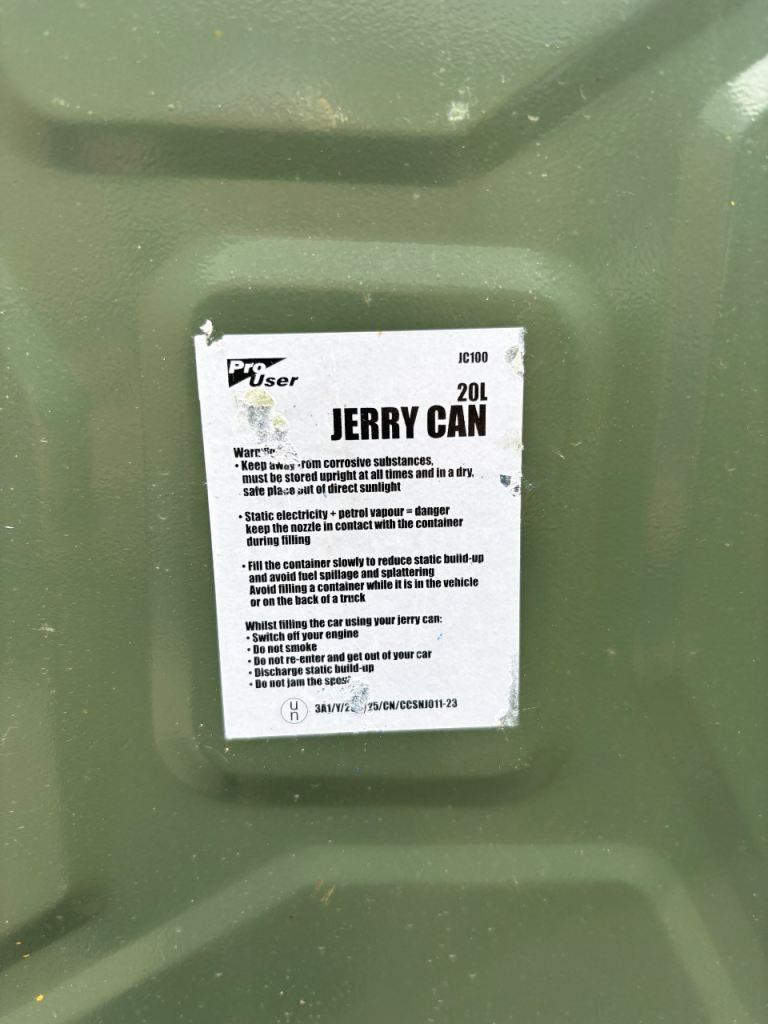 Pro
User
JC100
20L
JERRY CAN
• Keep away from corrosive substances,
must be stored upright at all times and in a dry,
safe place out of direct sunlight
• Static electricity + petrol vapour = danger
keep the nozzle in contact with the container
during filling
• Fill the container slowly to reduce static build-up
and avoid fuel spillage and splattering
Avoid filling a container while it is in the vehicle
or on the back of a truck
Whilst filling the car using your jerry can:
• Switch off your engine
• Do not smoke
• Do not re-enter and get out of your car
• Discharge static build-up
• Do not jam the
un
3A1/Y/ /25/CN/CCSNJ011-23